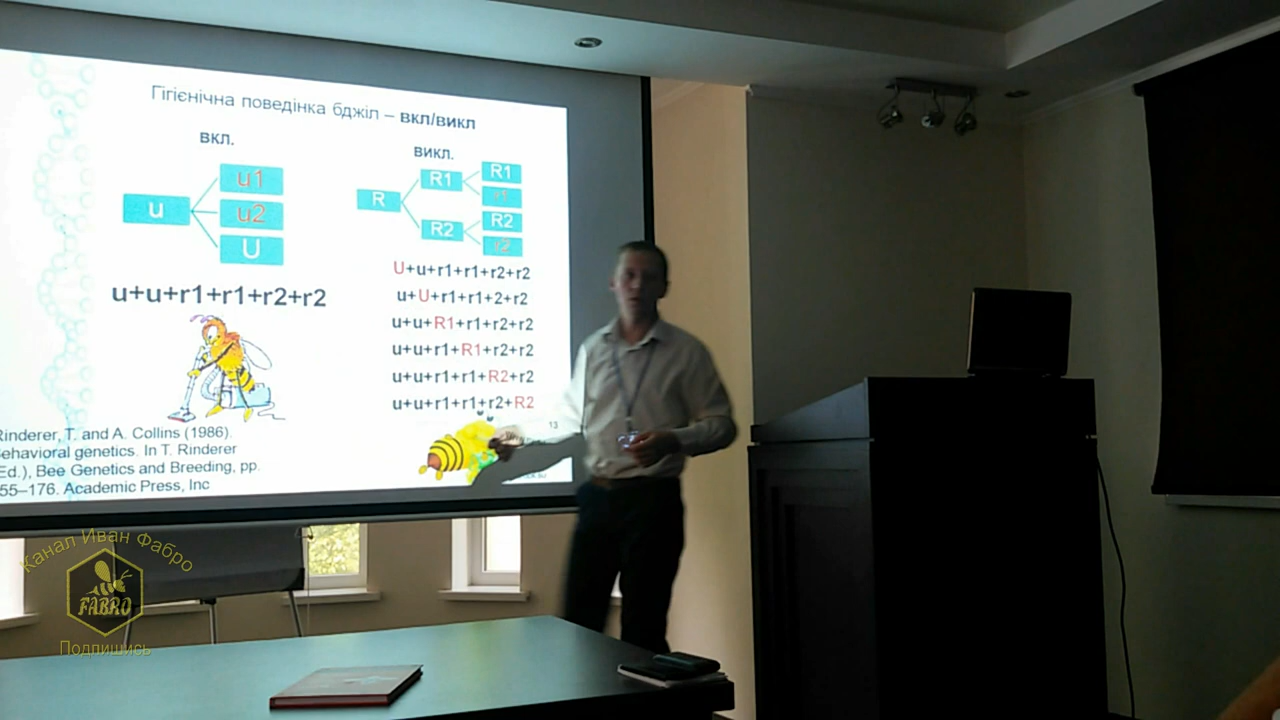 Гігієнічна поведінка бджіл – вкл/викл
вкл.
u
u1
u2
U
u+u+r1+r1+r2+r2
викл.
R
R1
R1
r1
R2
R2
r2
U+u+r1+r1+r2+r2
u+U+r1+r1+2+r2
u+u+R1+r1+r2+r2
u+u+r1+R1+r2+r2
u+u+r1+r1+R2+r2
u+u+r1+r1+r2+R2
13
Rinderer, T. and A. Collins (1986).
Behavioral genetics. In T. Rinderer
Ed.), Bee Genetics and Breeding, pp.
55–176. Academic Press, Inc
Канал Иван Фабро
FABRO
Подпишись